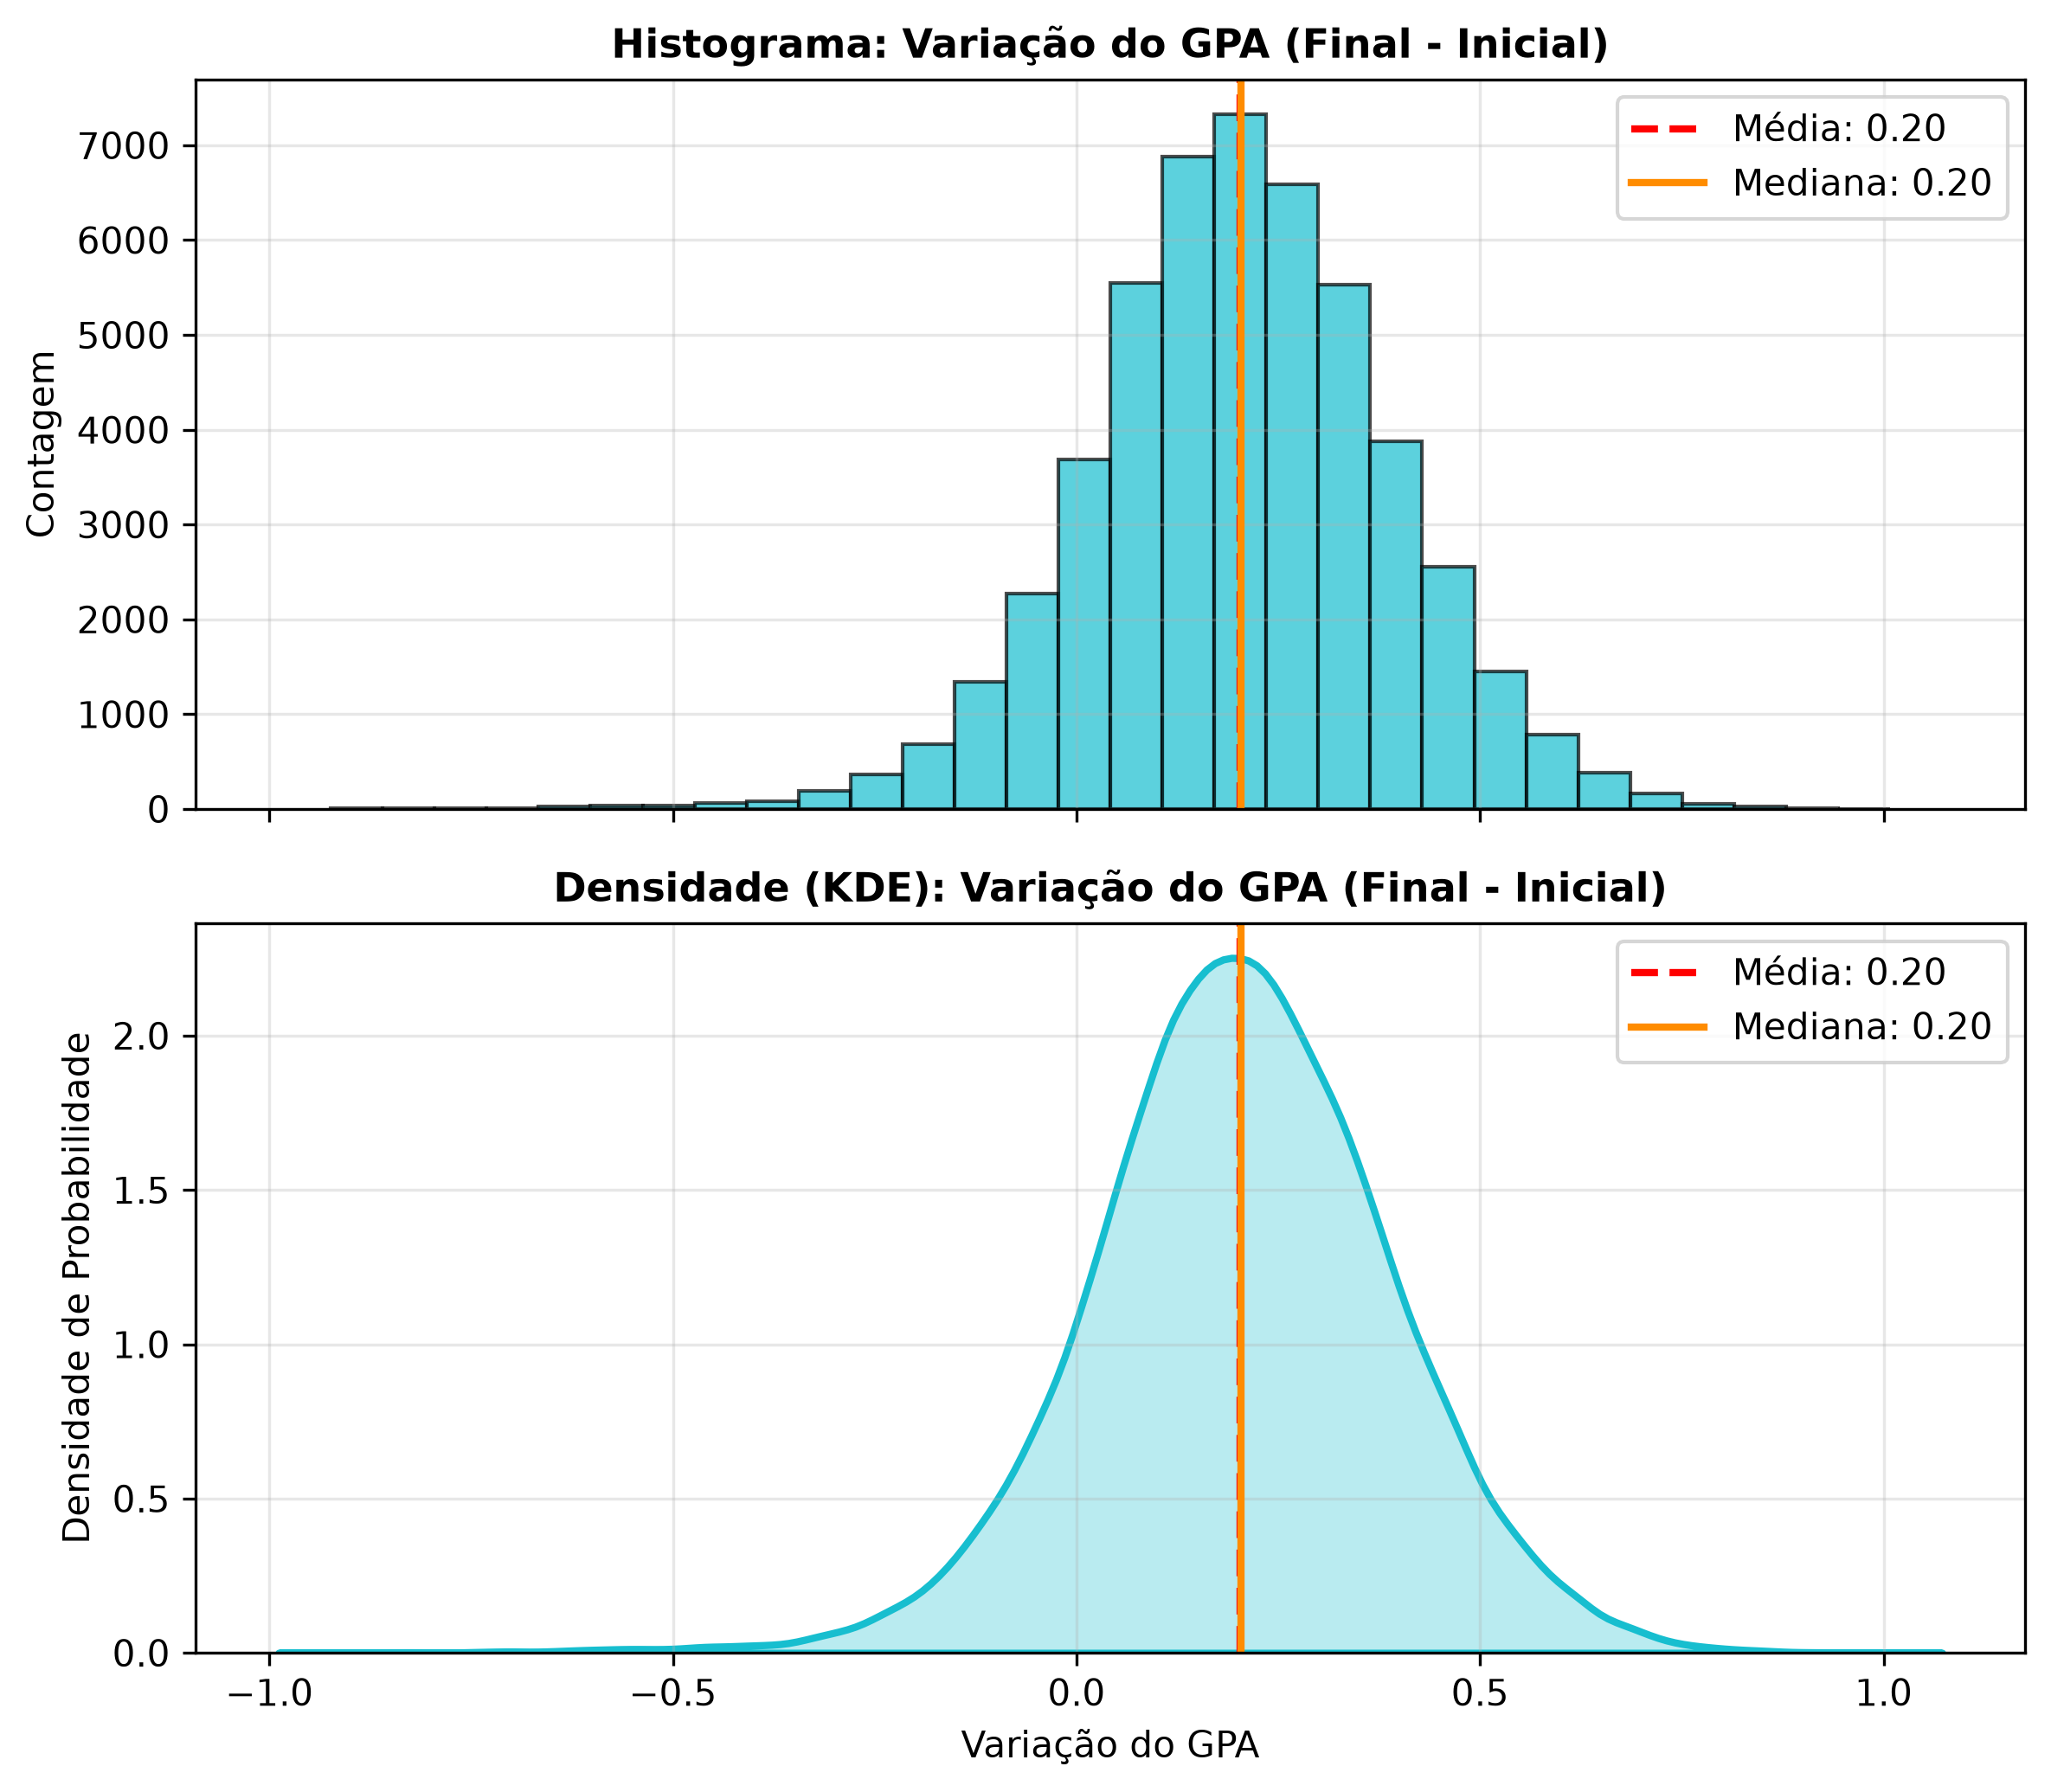 Histograma: Variação do GPA (Final - Inicial)
Média: 0.20
Mediana: 0.20
Contagem
7000
6000
5000
4000
3000
2000
1000
0
Densidade (KDE): Variação do GPA (Final - Inicial)
Média: 0.20
Mediana: 0.20
Densidade de Probabilidade
2.0
1.5
1.0
0.5
0.0
−1.0 −0.5 0.0 0.5 1.0
Variação do GPA